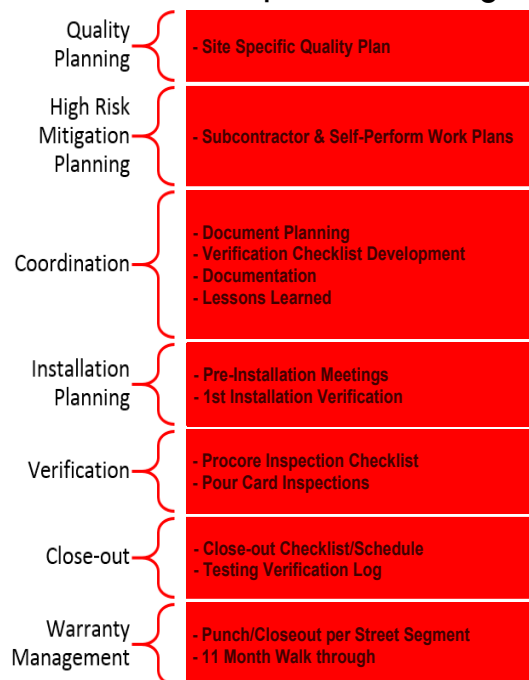 Quality
Planning
- Site Specific Quality Plan
High Risk
Mitigation
Planning
- Subcontractor & Self-Perform Work Plans
Coordination
- Document Planning
- Verification Checklist Development
- Documentation
- Lessons Learned
Installation
Planning
- Pre-Installation Meetings
- 1st Installation Verification
Verification
- Procore Inspection Checklist
- Pour Card Inspections
Close-out
- Close-out Checklist/Schedule
- Testing Verification Log
Warranty
Management
- Punch/Closeout per Street Segment
- 11 Month Walk through